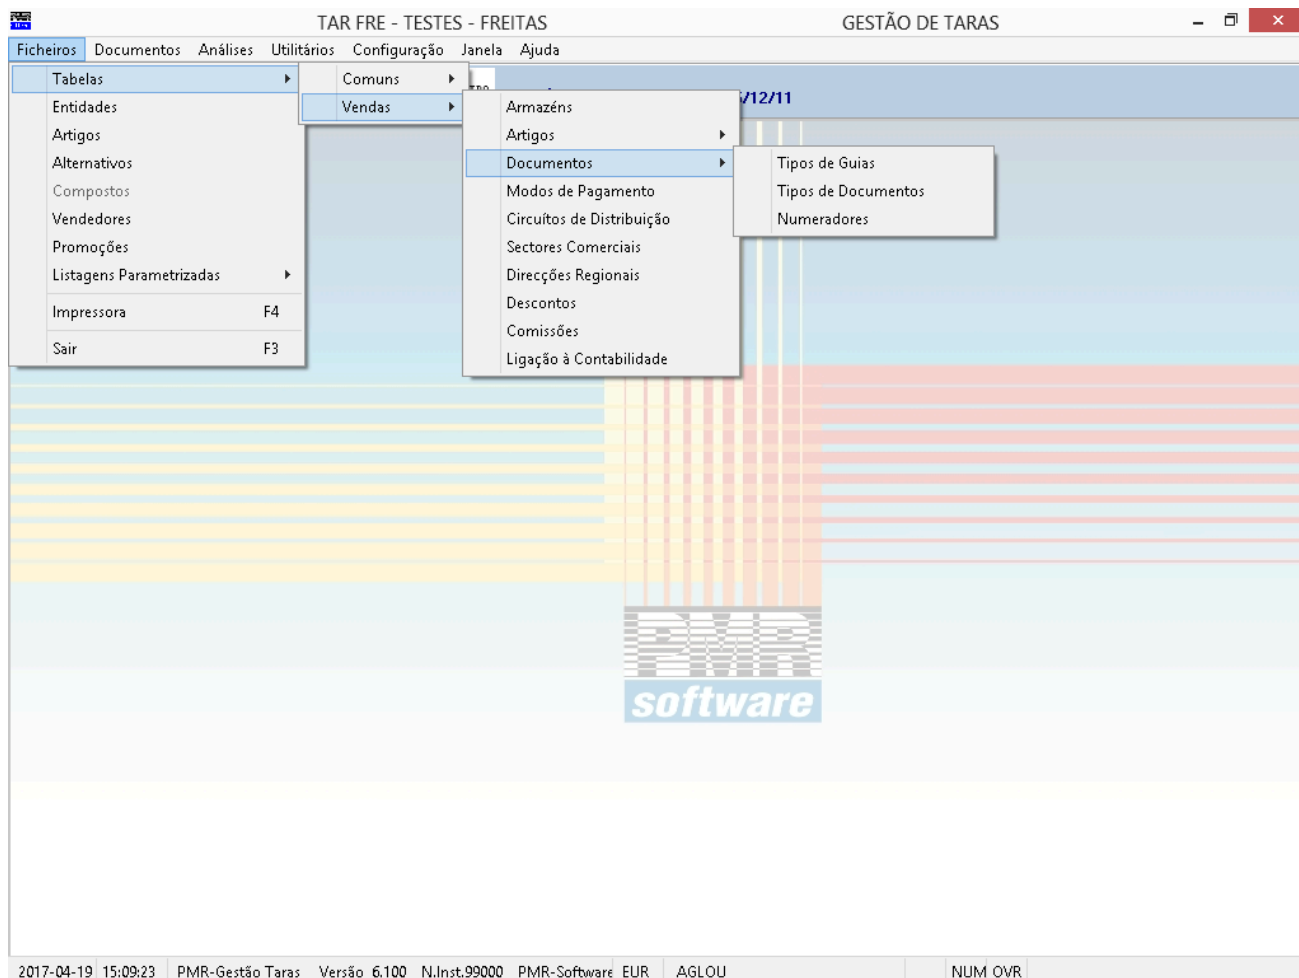 TAR FRE - TESTES - FREITAS GESTÃO DE TARAS
Ficheiros Documentos Análises Utilitários Configuração Janela Ajuda
Tabelas
Entidades
Artigos
Alternativos
Compostos
Vendedores
Promoções
Listagens Parametrizadas
Impressora F4
Sair F3
Comuns
Vendas
/12/11
Armazéns
Artigos
Documentos
Modos de Pagamento
Circuítos de Distribuição
Sectores Comerciais
Direcções Regionais
Descontos
Comissões
Ligação à Contabilidade
Tipos de Guias
Tipos de Documentos
Numeradores
PMR
software
2017-04-19 15:09:23 PMR-Gestão Taras Versão 6.100 N.Inst.99000 PMR-Software EUR AGLOU NUM OVR